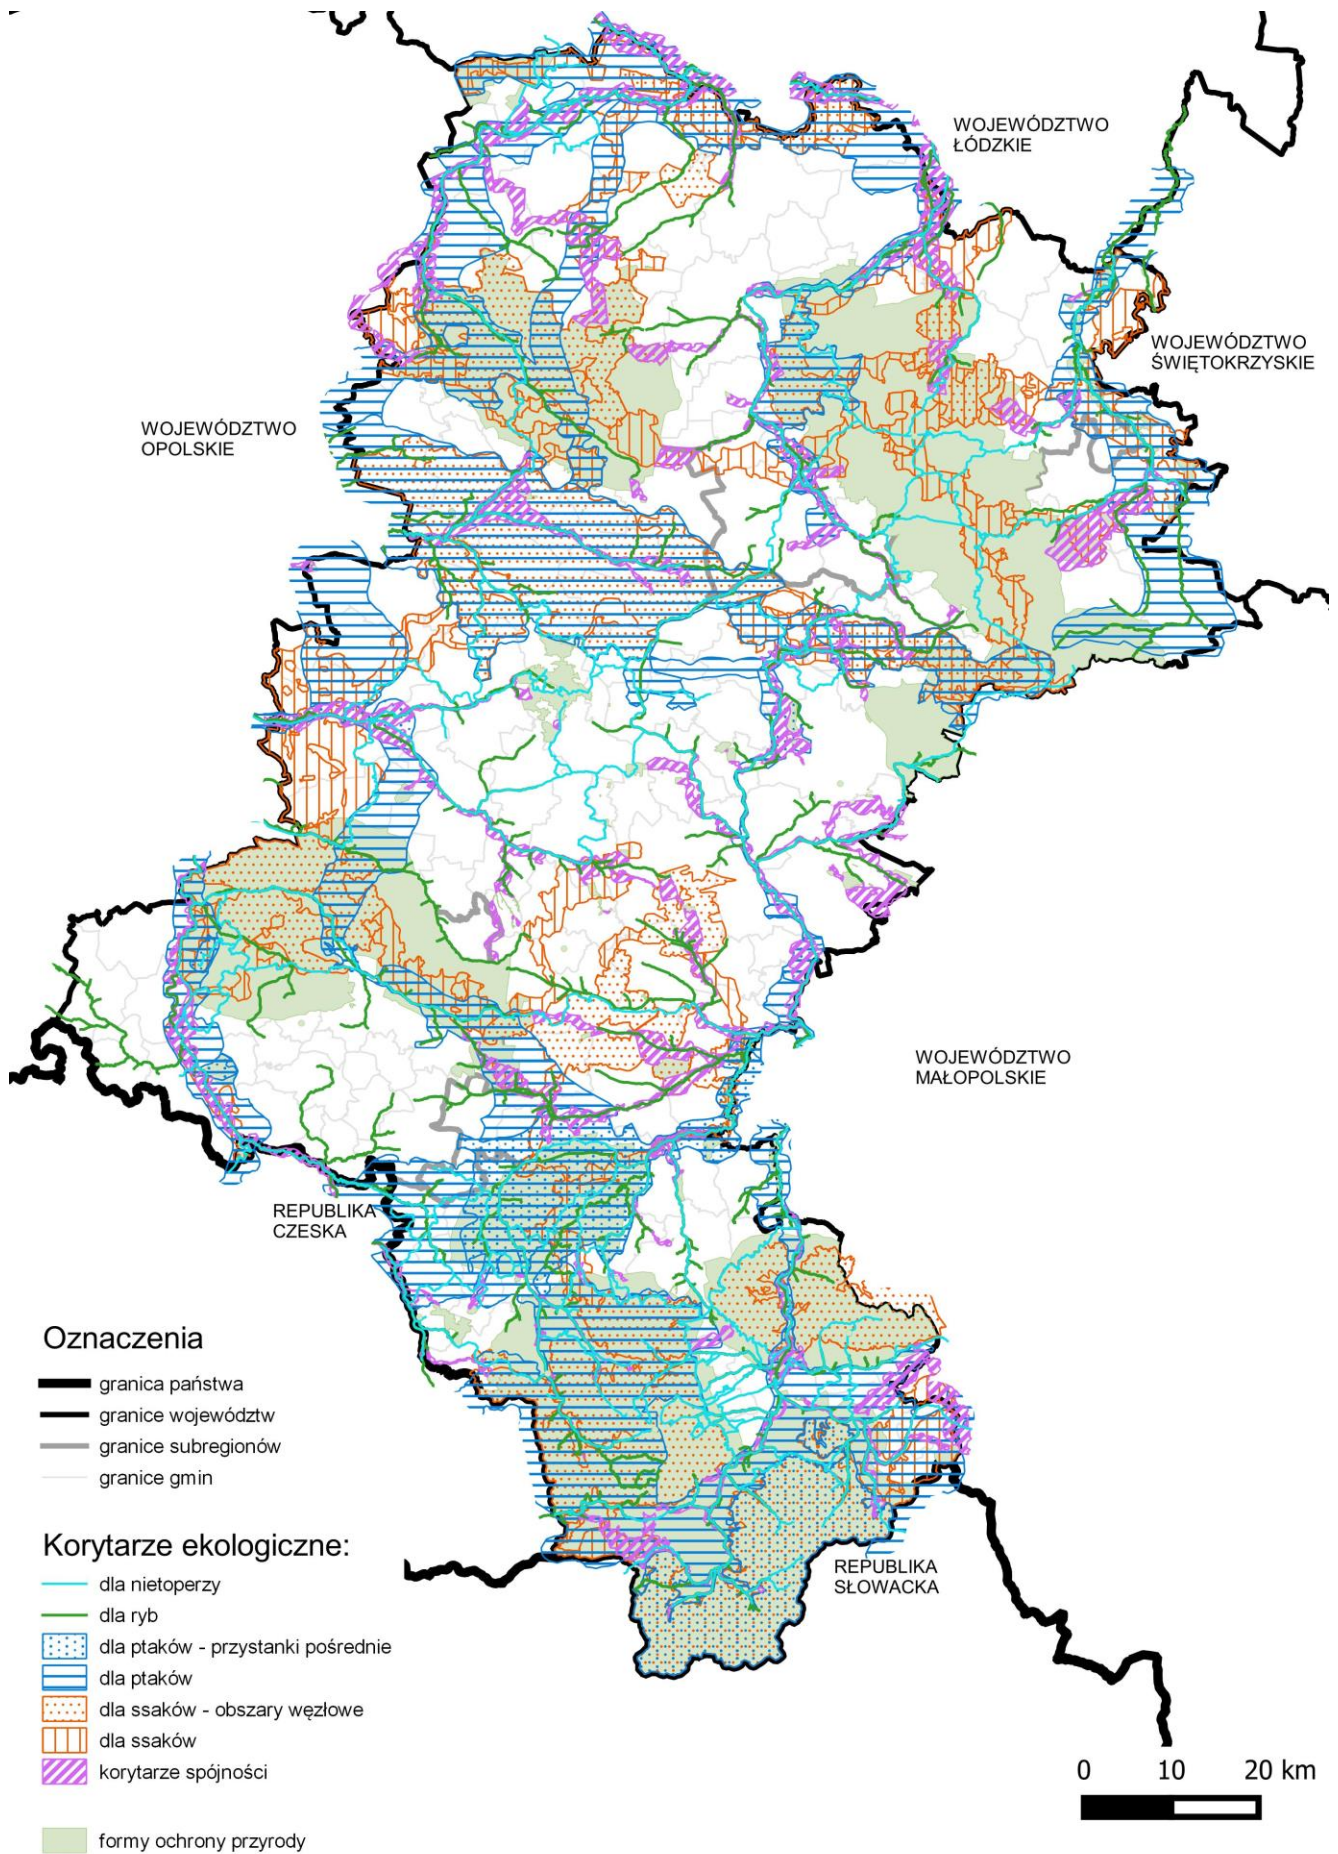 WOJEWÓDZTWO
ŁÓDZKIE
WOJEWÓDZTWO
ŚWIĘTOKRZYSKIE
WOJEWÓDZTWO
OPOLSKIE
WOJEWÓDZTWO
MAŁOPOLSKIE
REPUBLIKA
CZESKA
REPUBLIKA
SŁOWACKA
Oznaczenia
granica państwa
granice województw
granice subregionów
granice gmin
Korytarze ekologiczne:
dla nietoperzy
dla ryb
dla ptaków - przystanki pośrednie
dla ptaków
dla ssaków - obszary węzłowe
dla ssaków
korytarze spójności
formy ochrony przyrody
0 10 20 km